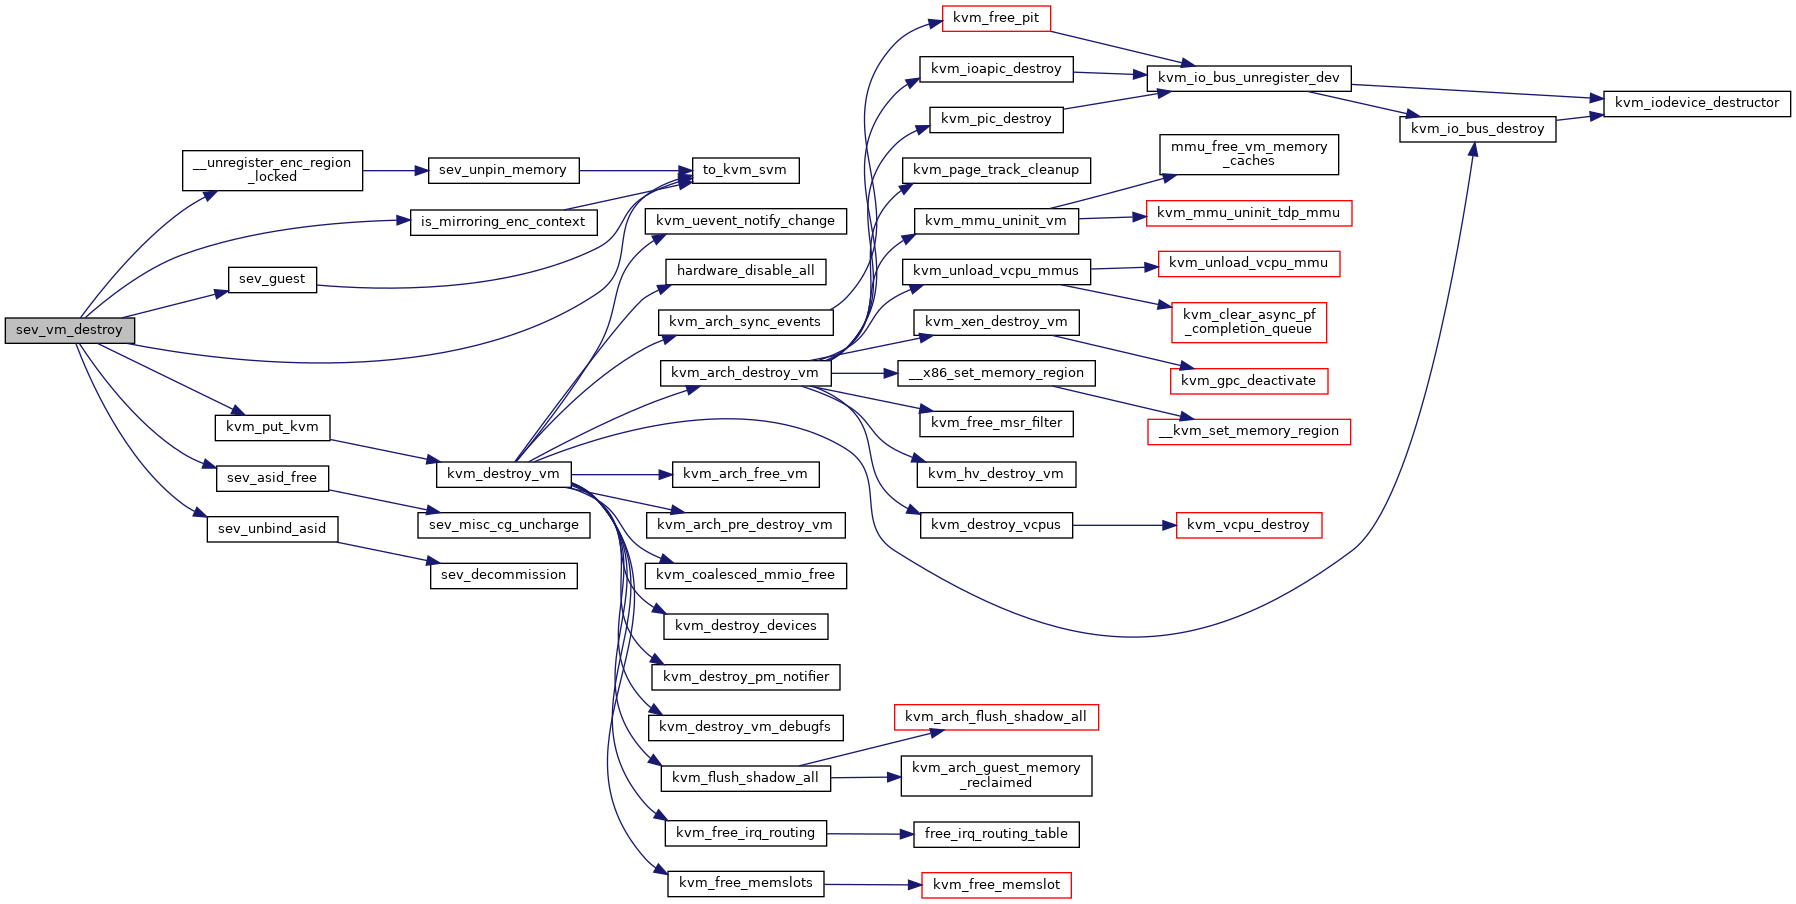 sev_vm_destroy
__unregister_enc_region
_locked
is_mirroring_enc_context
sev_guest
kvm_put_kvm
sev_asid_free
sev_unbind_asid
sev_unpin_memory
kvm_destroy_vm
sev_misc_cg_uncharge
sev_decommission
to_kvm_svm
kvm_uevent_notify_change
hardware_disable_all
kvm_arch_sync_events
kvm_arch_destroy_vm
kvm_arch_free_vm
kvm_arch_pre_destroy_vm
kvm_coalesced_mmio_free
kvm_destroy_devices
kvm_destroy_pm_notifier
kvm_destroy_vm_debugfs
kvm_flush_shadow_all
kvm_free_irq_routing
kvm_free_memslots
kvm_free_pit
kvm_ioapic_destroy
kvm_pic_destroy
kvm_page_track_cleanup
kvm_mmu_uninit_vm
kvm_unload_vcpu_mmus
kvm_xen_destroy_vm
__x86_set_memory_region
kvm_free_msr_filter
kvm_hv_destroy_vm
kvm_destroy_vcpus
kvm_arch_flush_shadow_all
kvm_arch_guest_memory
_reclaimed
free_irq_routing_table
kvm_free_memslot
kvm_io_bus_unregister_dev
mmu_free_vm_memory
_caches
kvm_mmu_uninit_tdp_mmu
kvm_unload_vcpu_mmu
kvm_clear_async_pf
_completion_queue
kvm_gpc_deactivate
__kvm_set_memory_region
kvm_vcpu_destroy
kvm_io_bus_destroy
kvm_iodevice_destructor